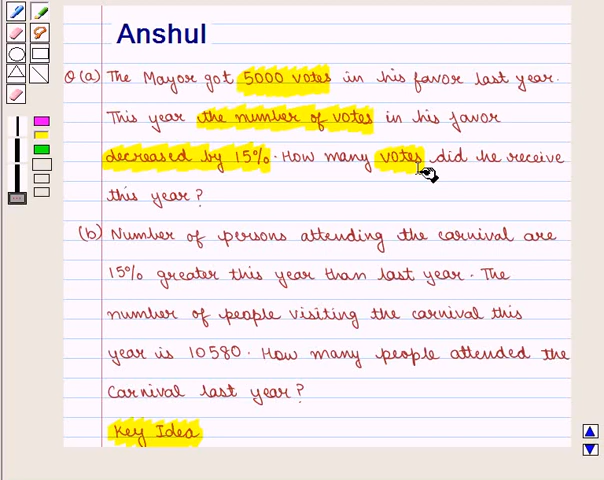 Anshul
Q (a) The Mayor got 5000 votes in his favor last year.
This year the number of votes in his favor
decreased by 15%. How many votes did he receive
this year?
(b) Number of persons attending the carnival are
15% greater this year than last year. The
number of people visiting the carnival this
year is 10580. How many people attended the
Carnival last year?
Key Idea